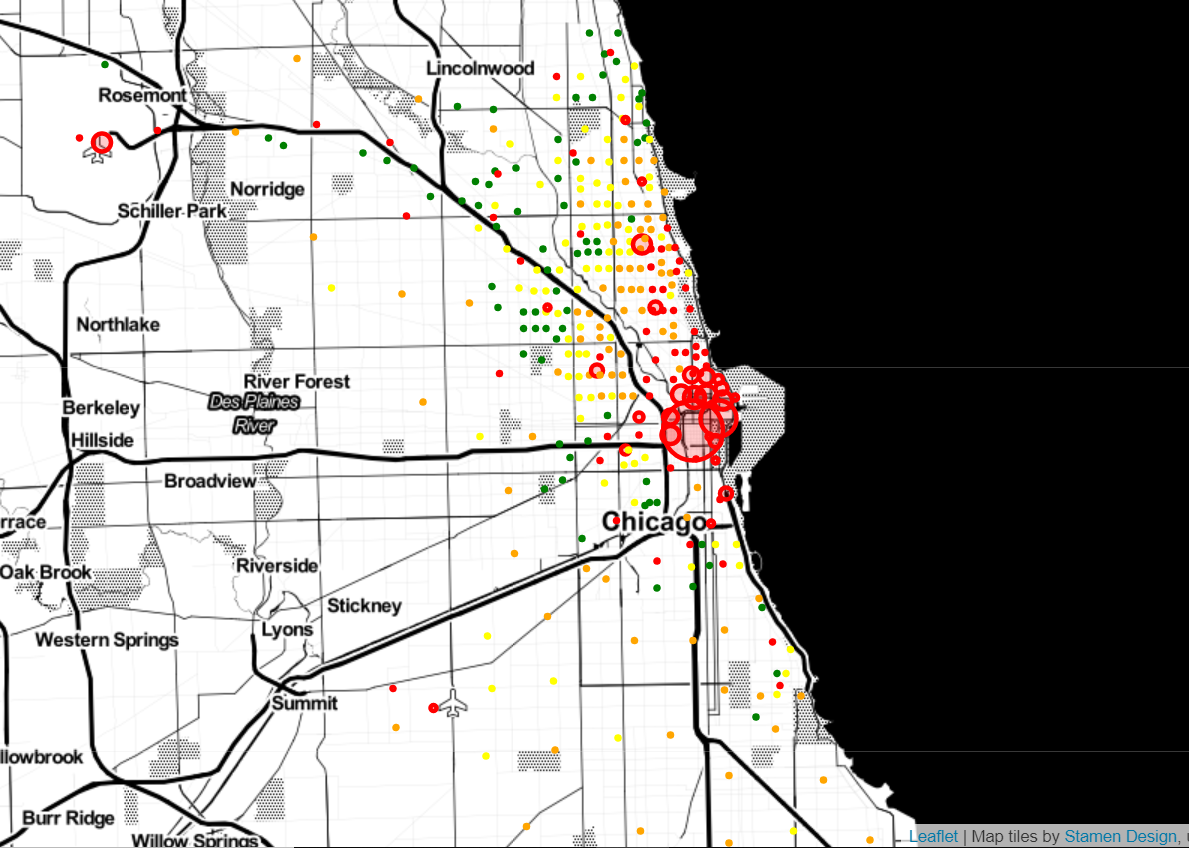 Lincolnwood
Rosemont
Norridge
Schiller Park
Northlake
River Forest
Des Plaines
River
Berkeley
Hillside
Broadview
Chicago
rrace
Riverside
Oak Brook
Stickney
Lyons
Western Springs
Summit
llowbrook
Burr Ridge
Willow Springs
Leaflet | Map tiles by Stamen Design,